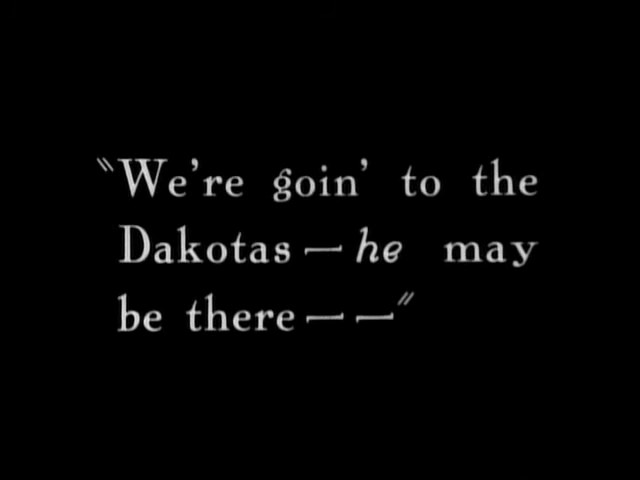 "We're goin' to the
Dakotas — he may
be there — —"